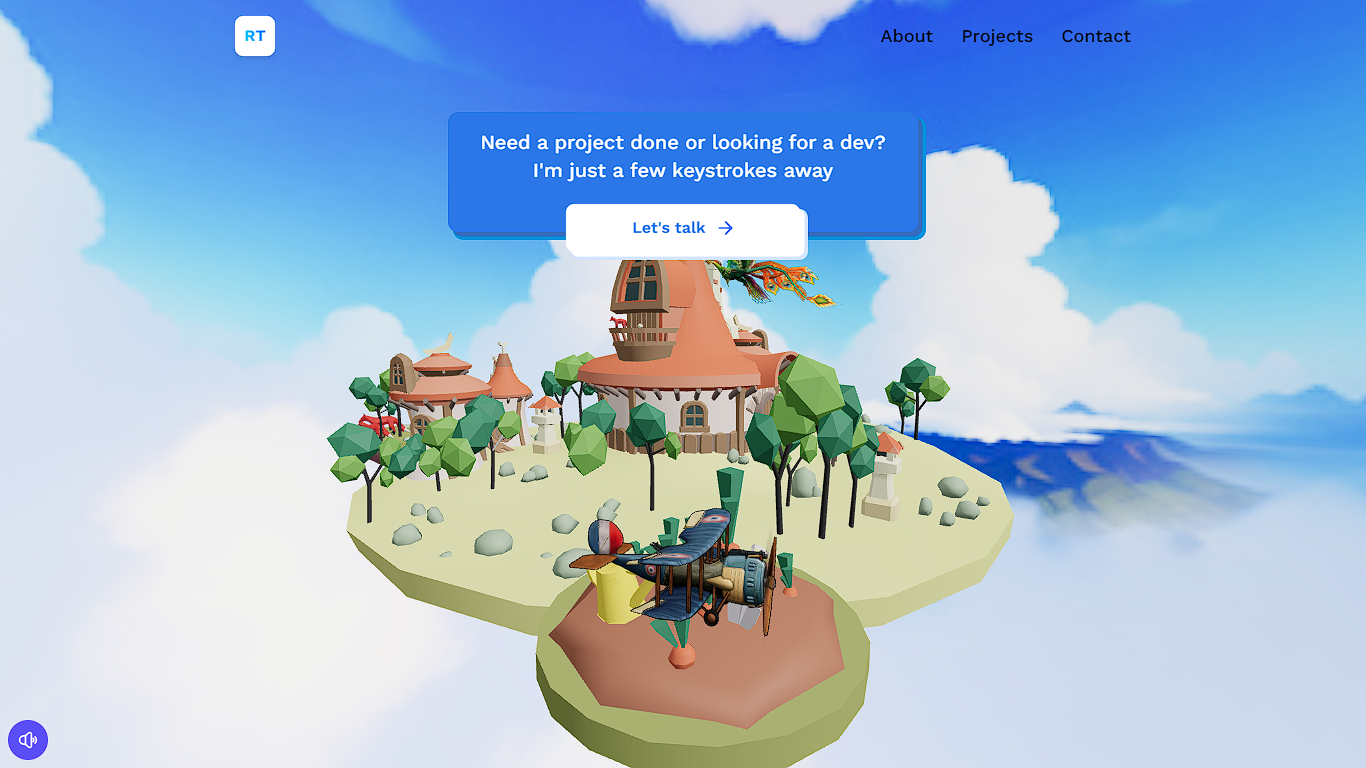 RT
About
Projects
Contact
Need a project done or looking for a dev?
I'm just a few keystrokes away
Let's talk →